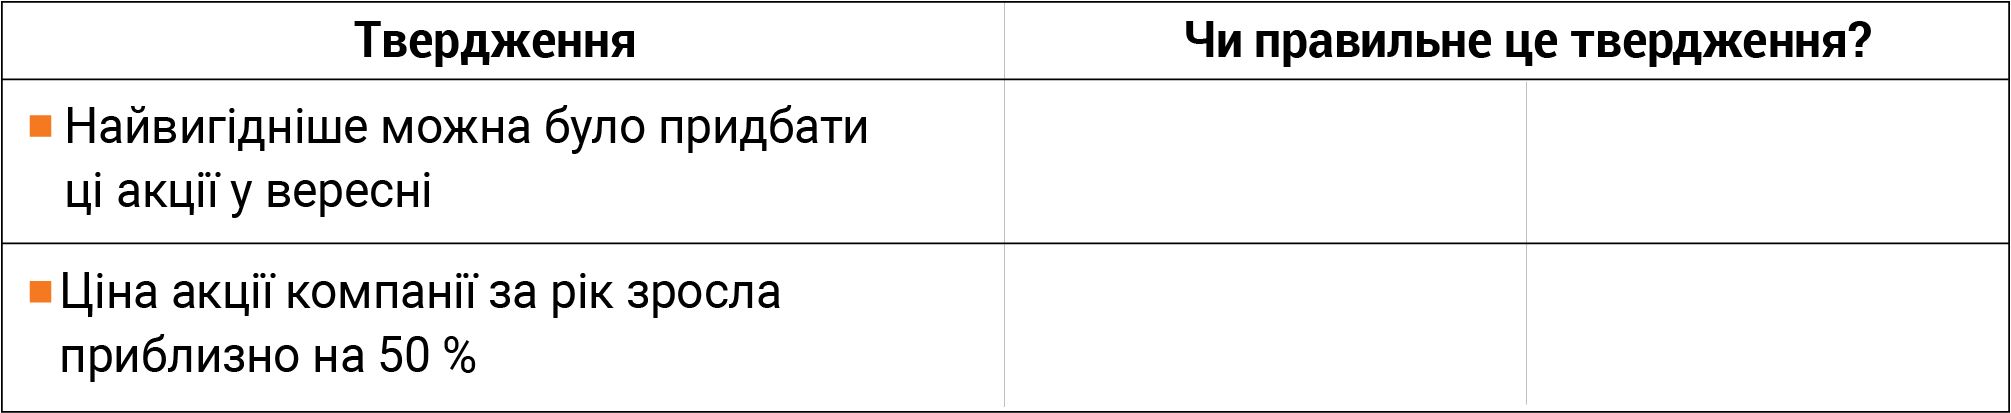 Твердження
Чи правильне це твердження?
Найвигідніше можна було придбати
ці акції у вересні
Ціна акції компанії за рік зросла
приблизно на 50 %